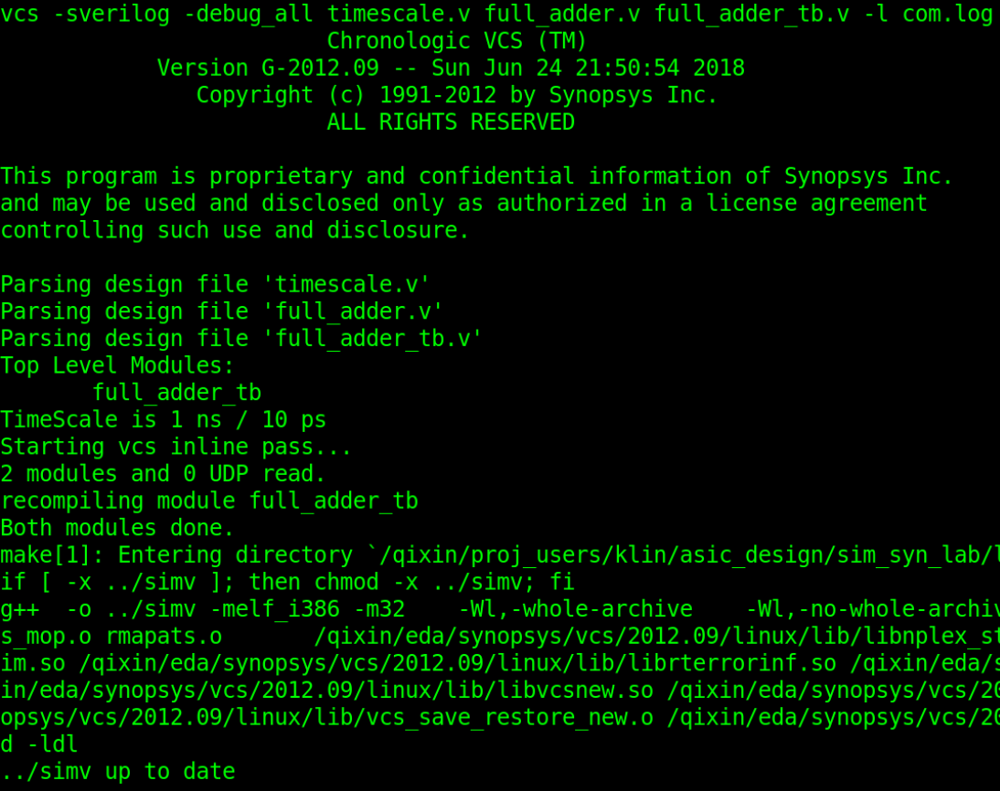 vcs -sverilog -debug_all timescale.v full_adder.v full_adder_tb.v -l com.log
Chronologic VCS (TM)
Version G-2012.09 -- Sun Jun 24 21:50:54 2018
Copyright (c) 1991-2012 by Synopsys Inc.
ALL RIGHTS RESERVED
This program is proprietary and confidential information of Synopsys Inc.
and may be used and disclosed only as authorized in a license agreement
controlling such use and disclosure.
Parsing design file 'timescale.v'
Parsing design file 'full_adder.v'
Parsing design file 'full_adder_tb.v'
Top Level Modules:
full_adder_tb
TimeScale is 1 ns / 10 ps
Starting vcs inline pass...
2 modules and 0 UDP read.
recompiling module full_adder_tb
Both modules done.
make[1]: Entering directory `/qixin/proj_users/klin/asic_design/sim_syn_lab/l
if [ -x ../simv ]; then chmod -x ../simv; fi
g++  -o ../simv -melf_i386 -m32    -Wl,-whole-archive    -Wl,-no-whole-archiv
s_mop.o rmapats.o       /qixin/eda/synopsys/vcs/2012.09/linux/lib/libnplex_st
im.so /qixin/eda/synopsys/vcs/2012.09/linux/lib/librterrorinf.so /qixin/eda/s
in/eda/synopsys/vcs/2012.09/linux/lib/libvcsnew.so /qixin/eda/synopsys/vcs/20
opsys/vcs/2012.09/linux/lib/vcs_save_restore_new.o /qixin/eda/synopsys/vcs/20
d -ldl
../simv up to date